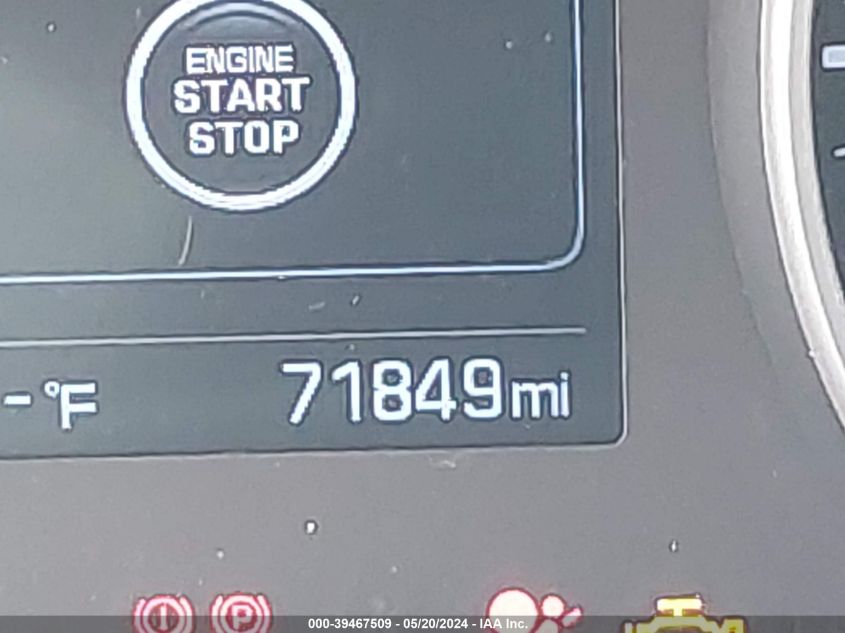 ENGINE
START
STOP
-°F 71849mi
P
000-39467509 - 05/20/2024 - IAA Inc.